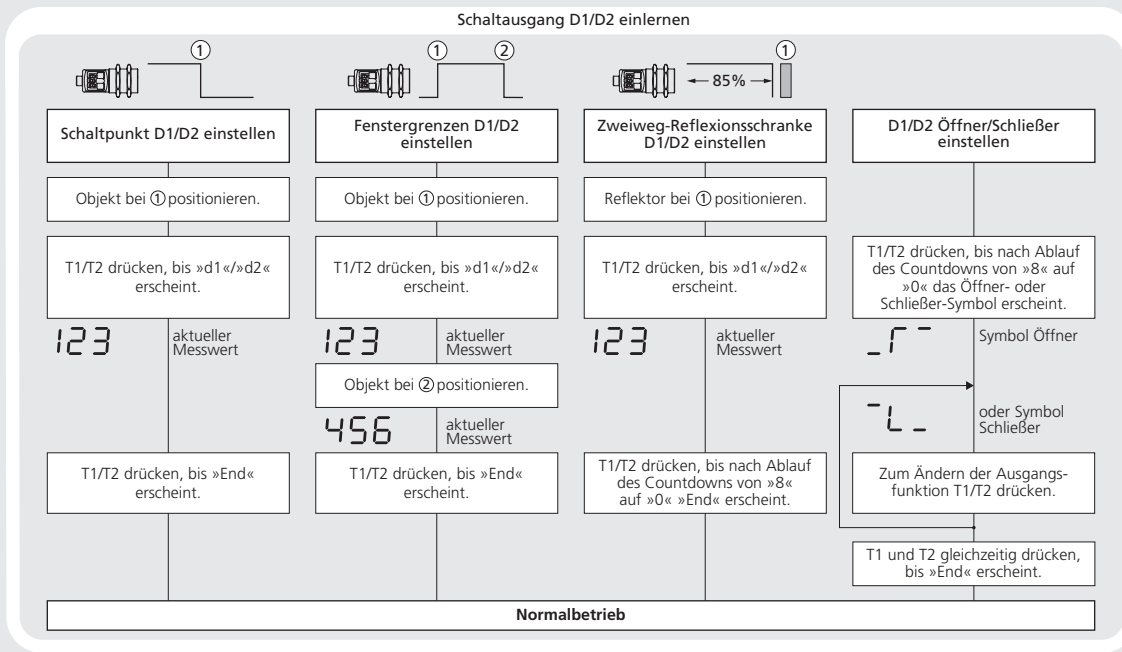 Schaltausgang D1/D2 einlernen
①
Schaltpunkt D1/D2 einstellen
Objekt bei ① positionieren.
T1/T2 drücken, bis »d1«/»d2«
erscheint.
123
aktueller
Messwert
T1/T2 drücken, bis »End«
erscheint.
① ②
Fenstergrenzen D1/D2
einstellen
Objekt bei ① positionieren.
T1/T2 drücken, bis »d1«/»d2«
erscheint.
123
aktueller
Messwert
Objekt bei ② positionieren.
456
aktueller
Messwert
T1/T2 drücken, bis »End«
erscheint.
①
85%
Zweiweg-Reflexionsschranke
D1/D2 einstellen
Reflektor bei ① positionieren.
T1/T2 drücken, bis »d1«/»d2«
erscheint.
123
aktueller
Messwert
T1/T2 drücken, bis nach Ablauf
des Countdowns von »8«
auf »0« »End« erscheint.
D1/D2 Öffner/Schließer
einstellen
T1/T2 drücken, bis nach Ablauf
des Countdowns von »8« auf
»0« das Öffner- oder
Schließer-Symbol erscheint.
Symbol Öffner
oder Symbol
Schließer
Zum Ändern der Ausgangs-
funktion T1/T2 drücken.
T1 und T2 gleichzeitig drücken,
bis »End« erscheint.
Normalbetrieb